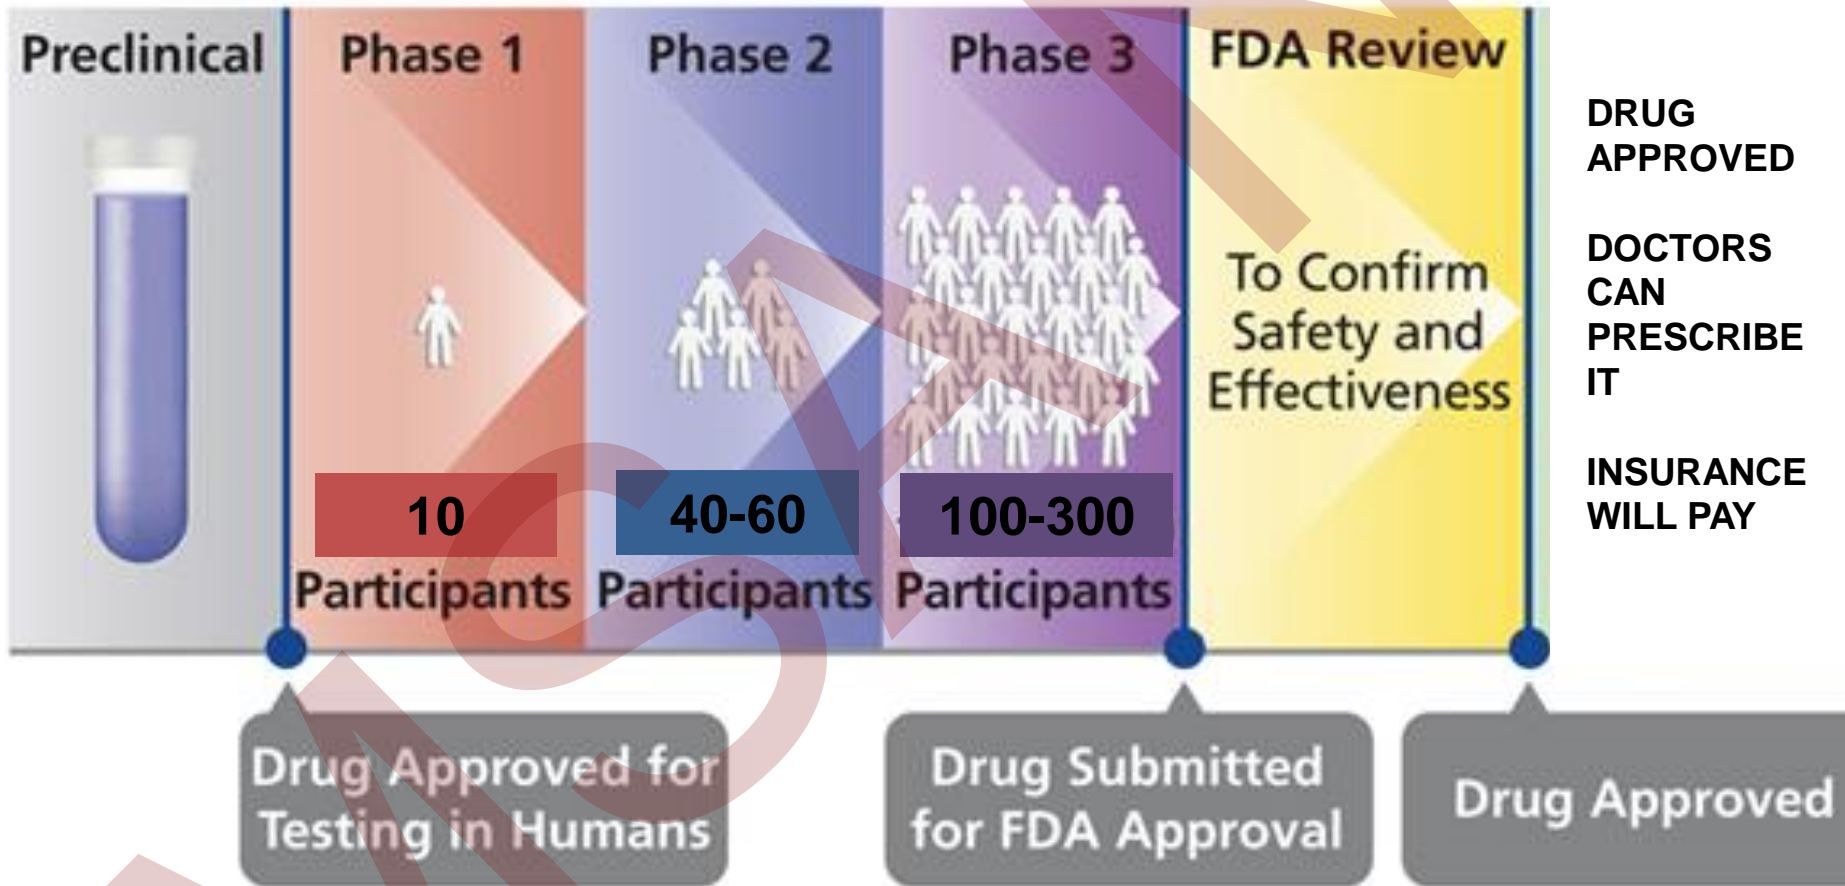 Preclinical
Phase 1
Phase 2
Phase 3
FDA Review
To Confirm
Safety and
Effectiveness
10
Participants
40-60
Participants
100-300
Participants
DRUG
APPROVED
DOCTORS
CAN
PRESCRIBE
IT
INSURANCE
WILL PAY
Drug Approved for
Testing in Humans
Drug Submitted
for FDA Approval
Drug Approved